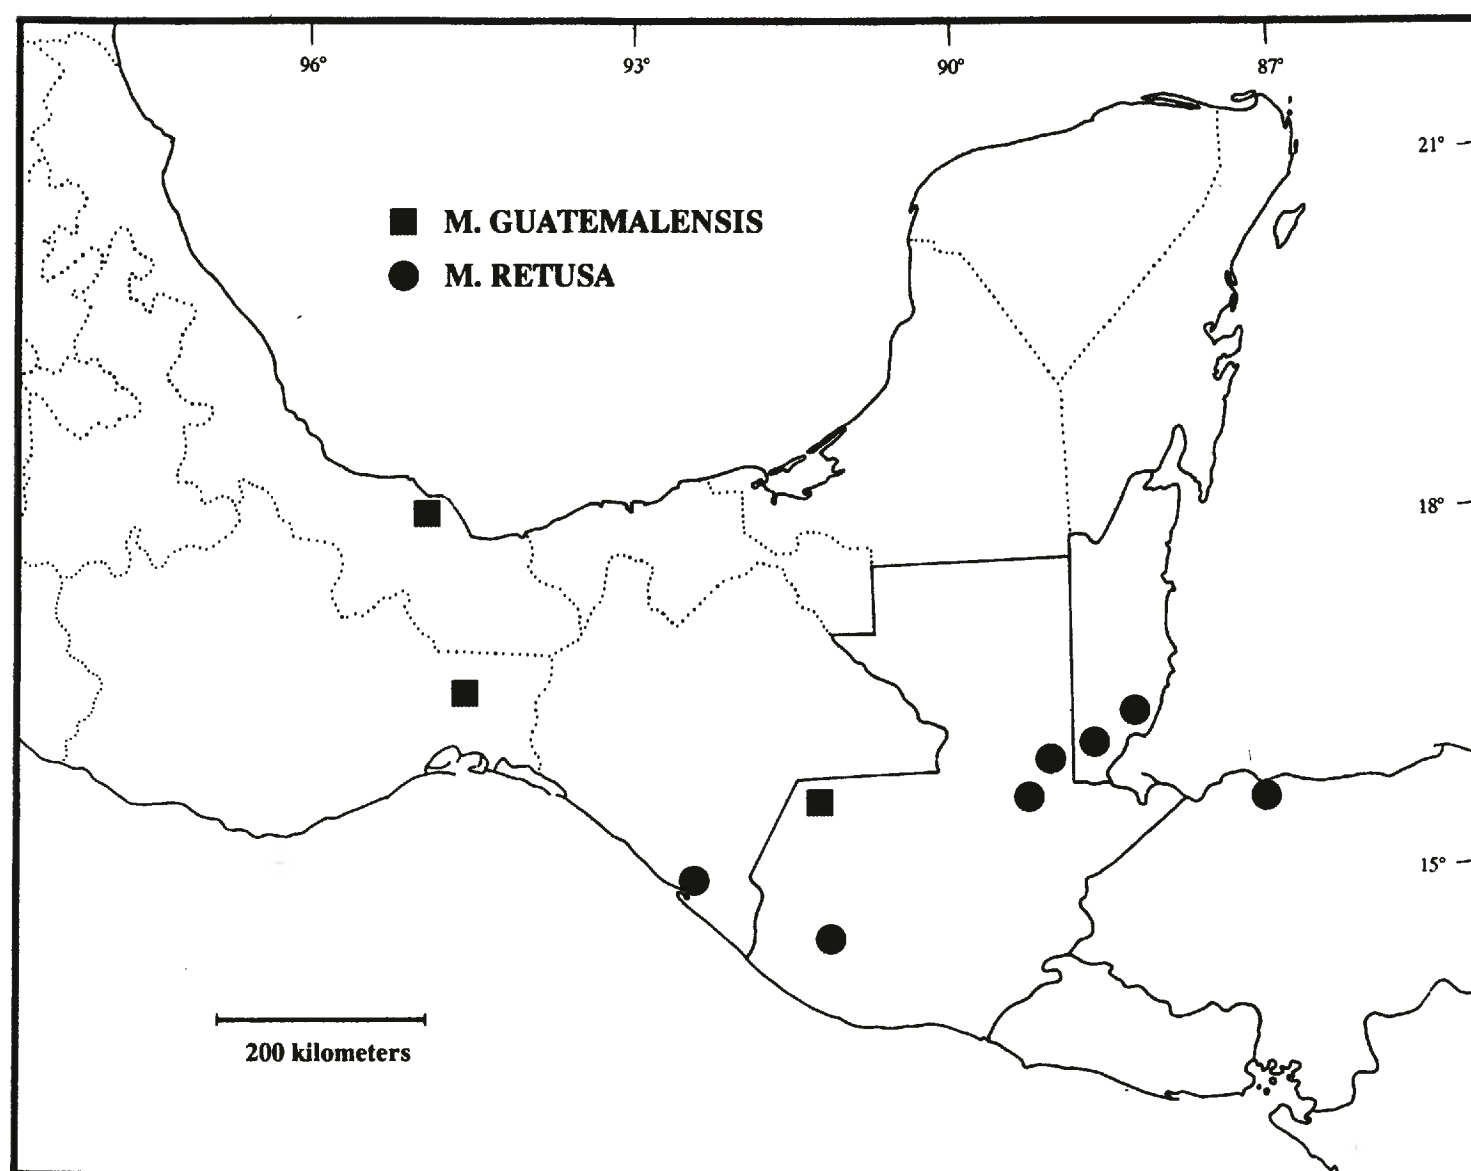 96° 93° 90° 87°
21°
M. GUATEMALENSIS
M. RETUSA
18°
15°
200 kilometers